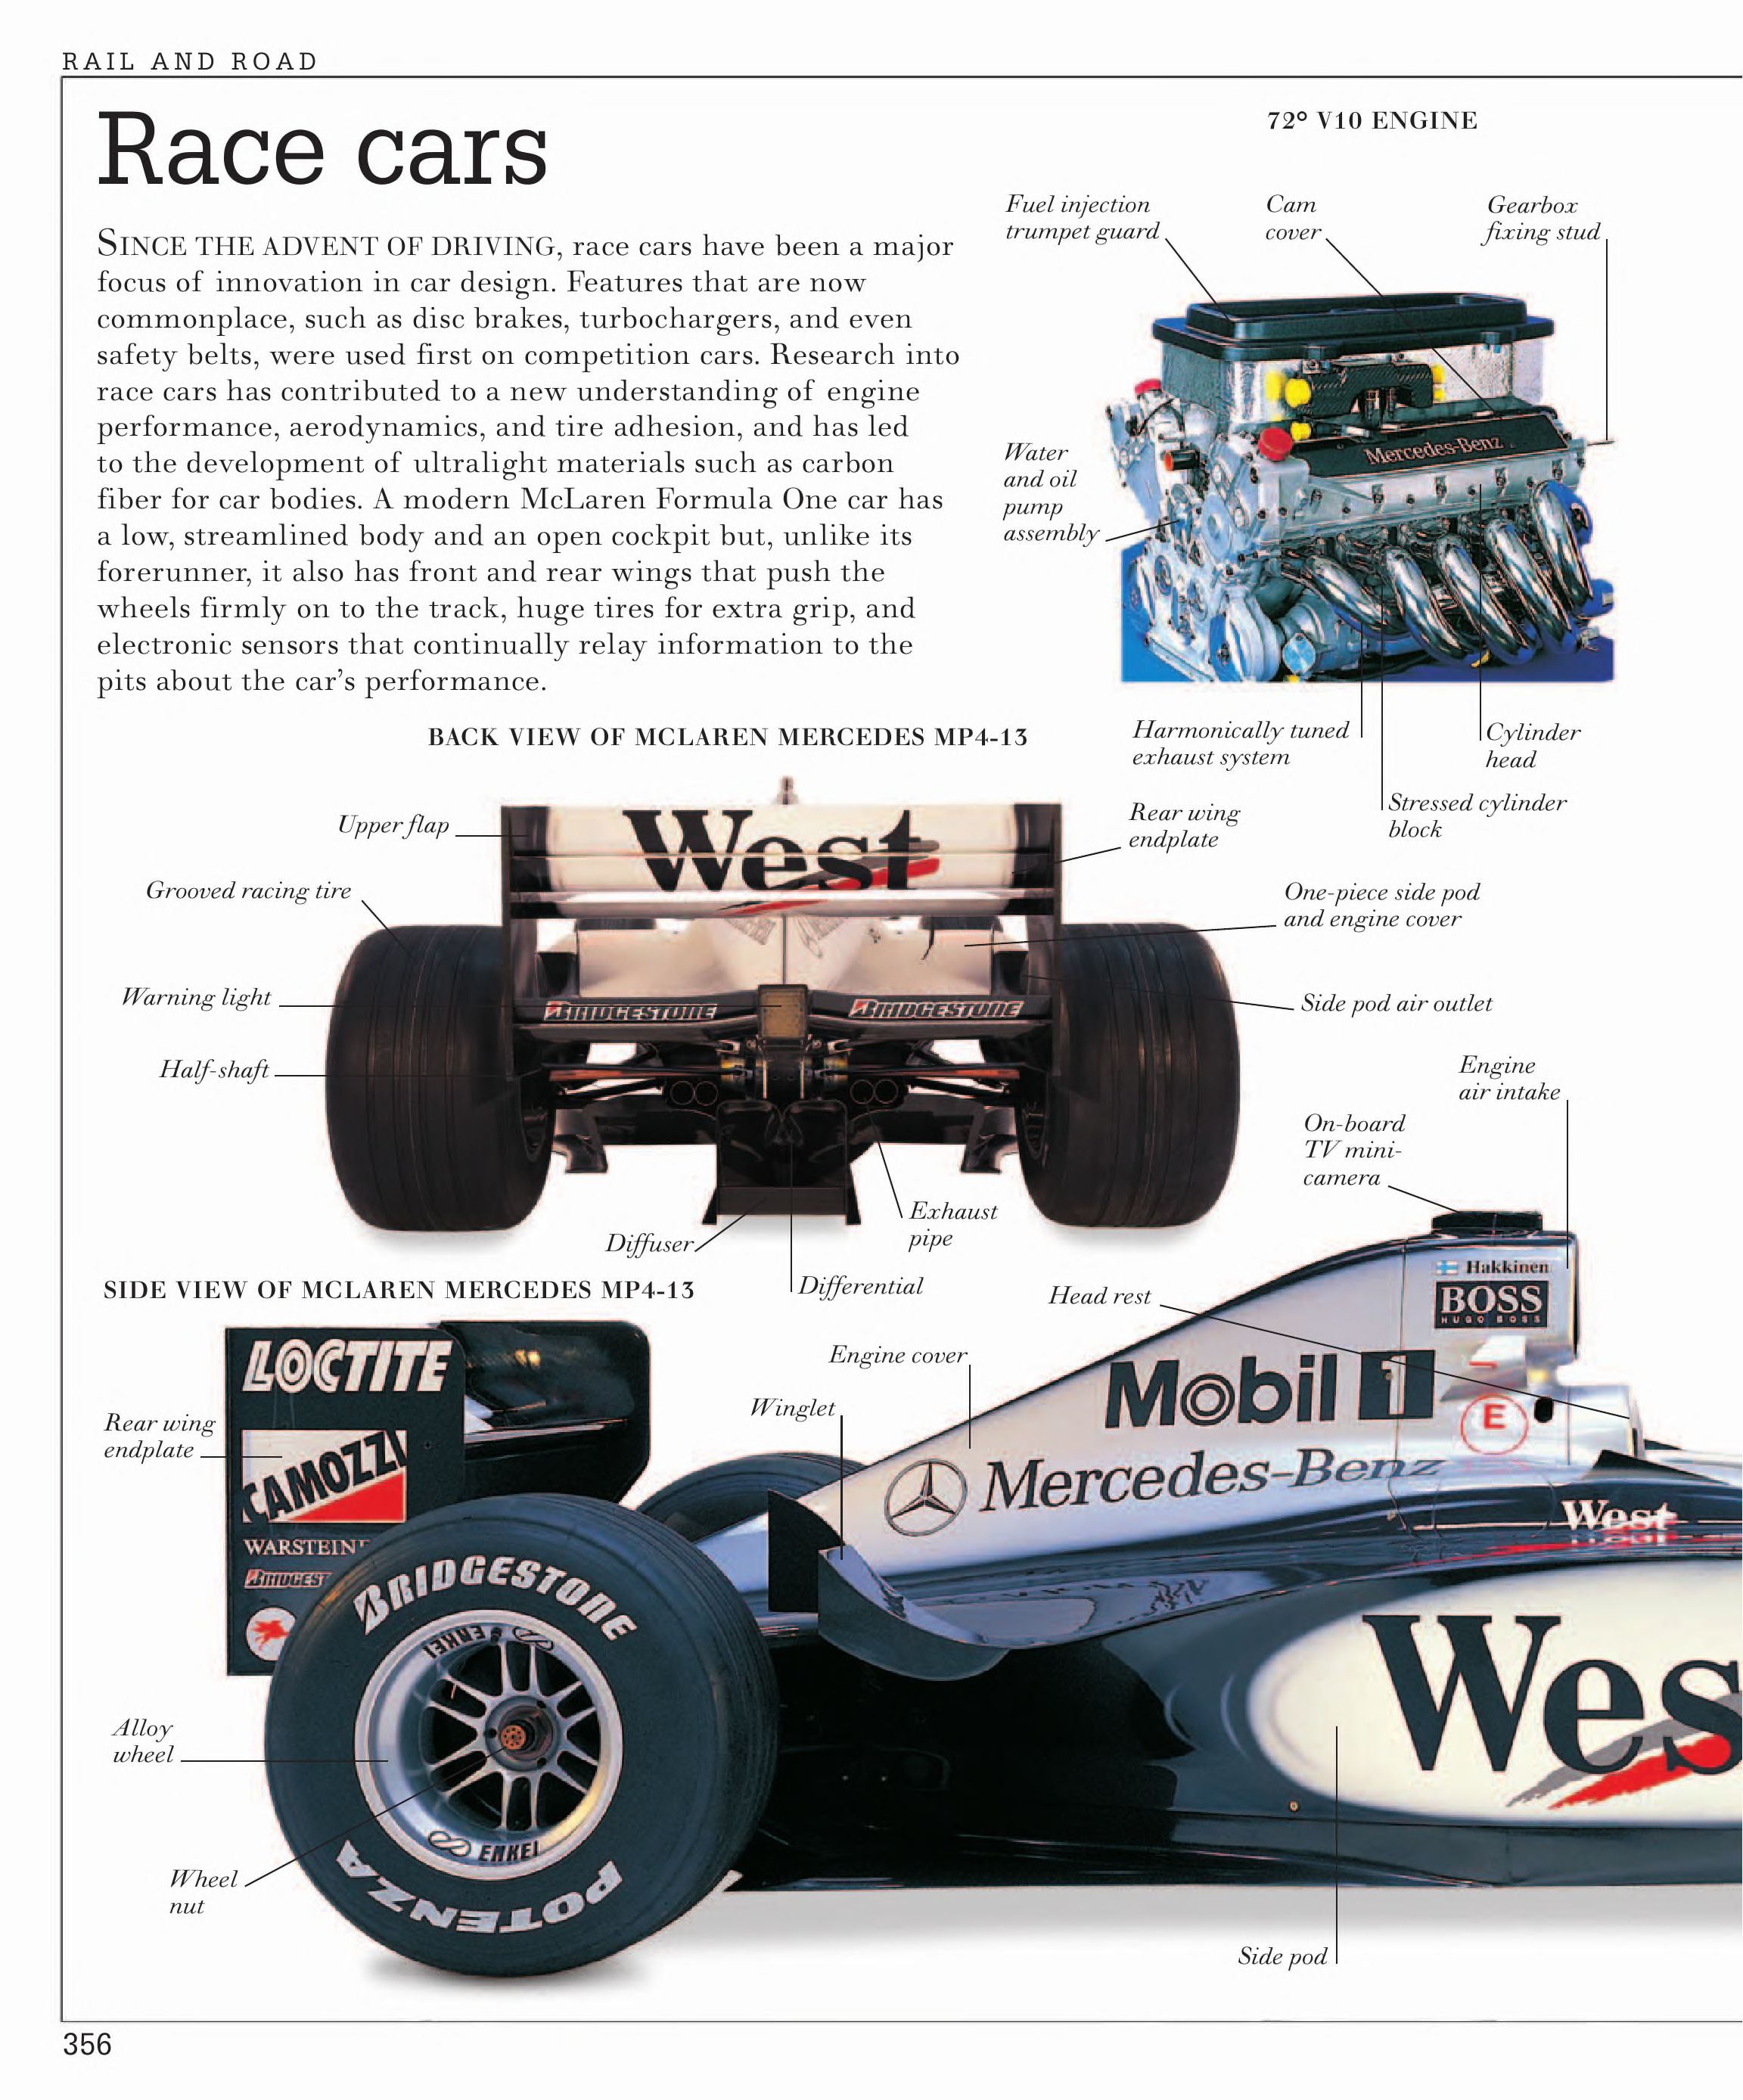 RAIL AND ROAD
Race cars
SINCE THE ADVENT OF DRIVING, race cars have been a major
focus of innovation in car design. Features that are now
commonplace, such as disc brakes, turbochargers, and even
safety belts, were used first on competition cars. Research into
race cars has contributed to a new understanding of engine
performance, aerodynamics, and tire adhesion, and has led
to the development of ultralight materials such as carbon
fiber for car bodies. A modern McLaren Formula One car has
a low, streamlined body and an open cockpit but, unlike its
forerunner, it also has front and rear wings that push the
wheels firmly on to the track, huge tires for extra grip, and
electronic sensors that continually relay information to the
pits about the car's performance.
72° V10 ENGINE
Fuel injection
trumpet guard
Cam
cover
Gearbox
fixing stud
Water
and oil
pump
assembly
Mercedes-Benz
Harmonically tuned
exhaust system
Cylinder
head
Stressed cylinder
block
BACK VIEW OF MCLAREN MERCEDES MP4-13
Upper flap
West
Rear wing
endplate
Grooved racing tire
One-piece side pod
and engine cover
Warning light
BRIDGESTONE
BRIDGESTONE
Side pod air outlet
Half-shaft
Diffuser
Exhaust
pipe
Differential
SIDE VIEW OF MCLAREN MERCEDES MP4-13
Engine
air intake
On-board
TV mini-
camera
Head rest
Engine cover
Winglet
Hakkinen
BOSS
HUGO BOSS
Mobil 1
E
Mercedes-Benz
West
Wes
LOCTITE
Rear wing
endplate
CAMOZZI
WARSTEINE
BRIDGEST
BRIDGESTONE
ENKEI
ENKEI
POTENZA
Alloy
wheel
Wheel
nut
Side pod
356